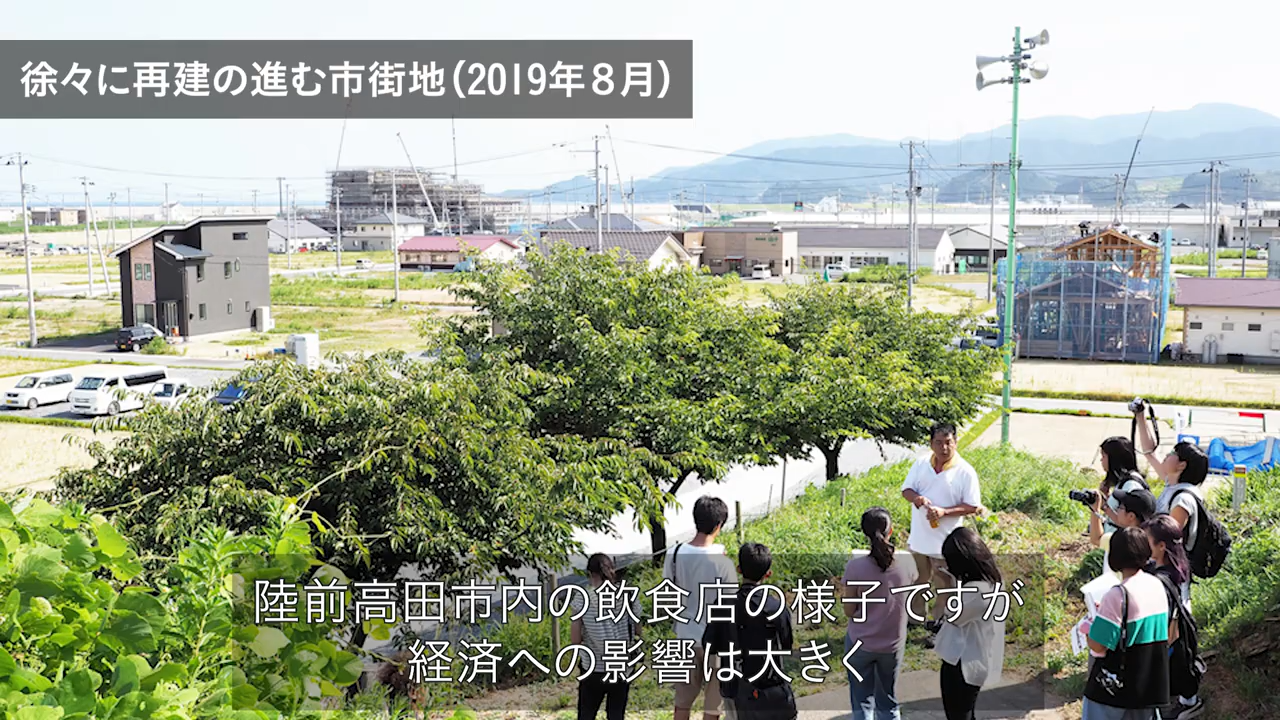 徐々に再建の進む市街地(2019年8月)
陸前高田市内の飲食店の様子ですが
経済への影響は大きく